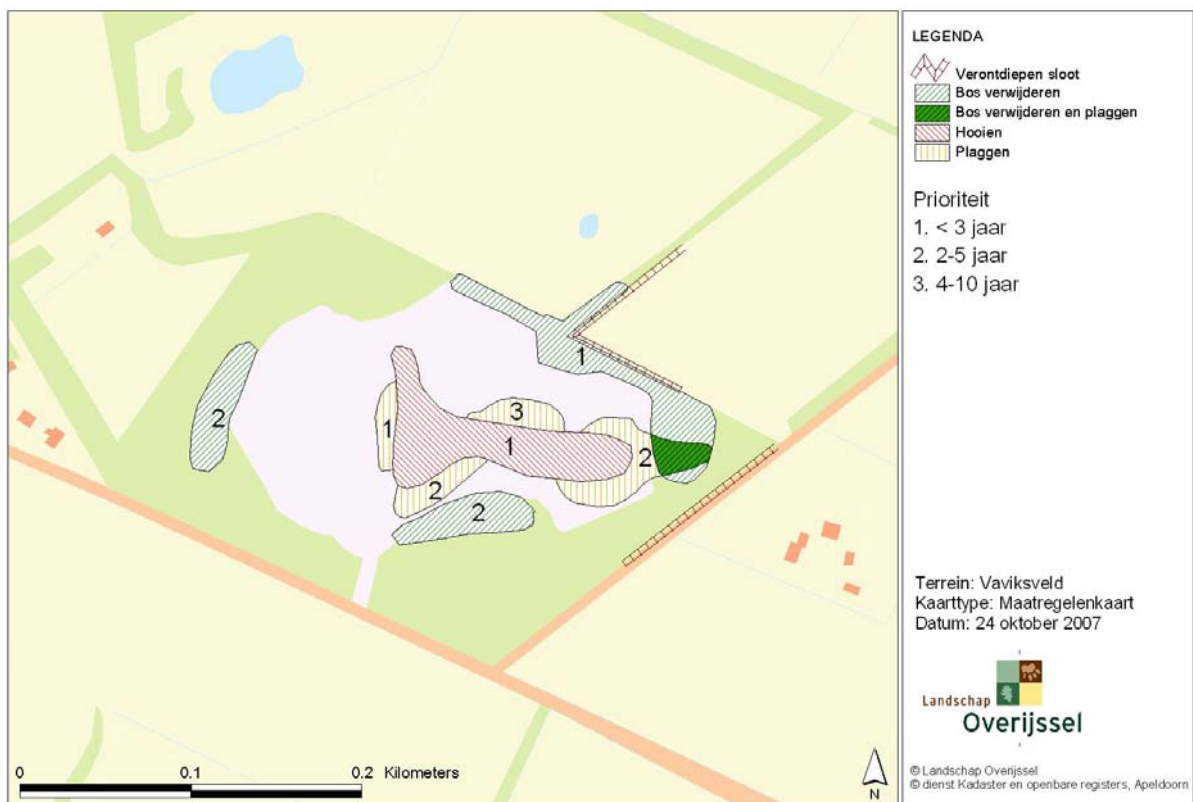 LEGENDA
Verontdiepen sloot
Bos verwijderen
Bos verwijderen en plaggen
Hooien
Plaggen
Prioriteit
1. < 3 jaar
2. 2-5 jaar
3. 4-10 jaar
1
2
3
1
1
2
2
2
Terrein: Vaviksveld
Kaarttype: Maatregelenkaart
Datum: 24 oktober 2007
Landschap
Overijssel
0 0.1 0.2 Kilometers
N
© Landschap Overijssel
© dienst Kadaster en openbare registers, Apeldoorn